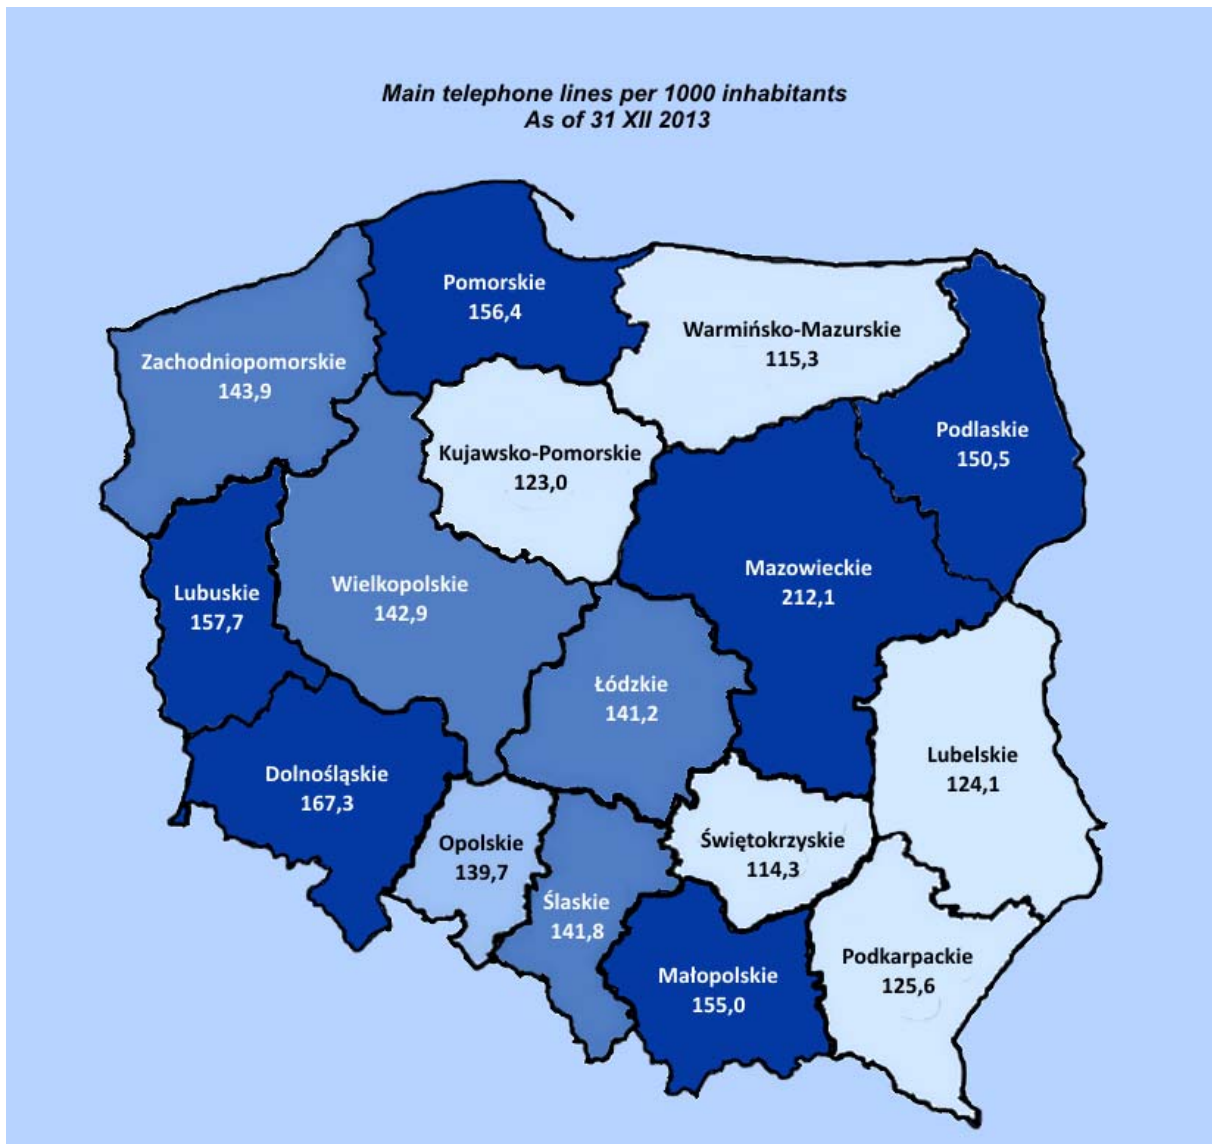 Main telephone lines per 1000 inhabitants
As of 31 XII 2013
Pomorskie
156,4
Warmińsko-Mazurskie
115,3
Zachodniopomorskie
143,9
Podlaskie
150,5
Kujawsko-Pomorskie
123,0
Mazowieckie
212,1
Wielkopolskie
142,9
Lubuskie
157,7
Łódzkie
141,2
Lubelskie
124,1
Dolnośląskie
167,3
Opolskie
139,7
Świętokrzyskie
114,3
Ślaskie
141,8
Podkarpackie
125,6
Małopolskie
155,0